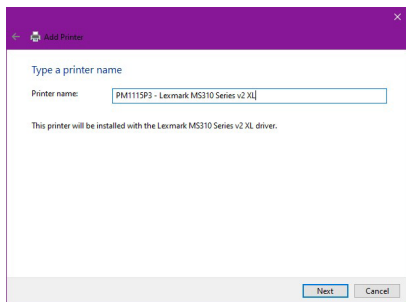 Add Printer
Type a printer name
Printer name: PM1115P3 - Lexmark MS310 Series v2 XL
This printer will be installed with the Lexmark MS310 Series v2 XL driver.
Next Cancel